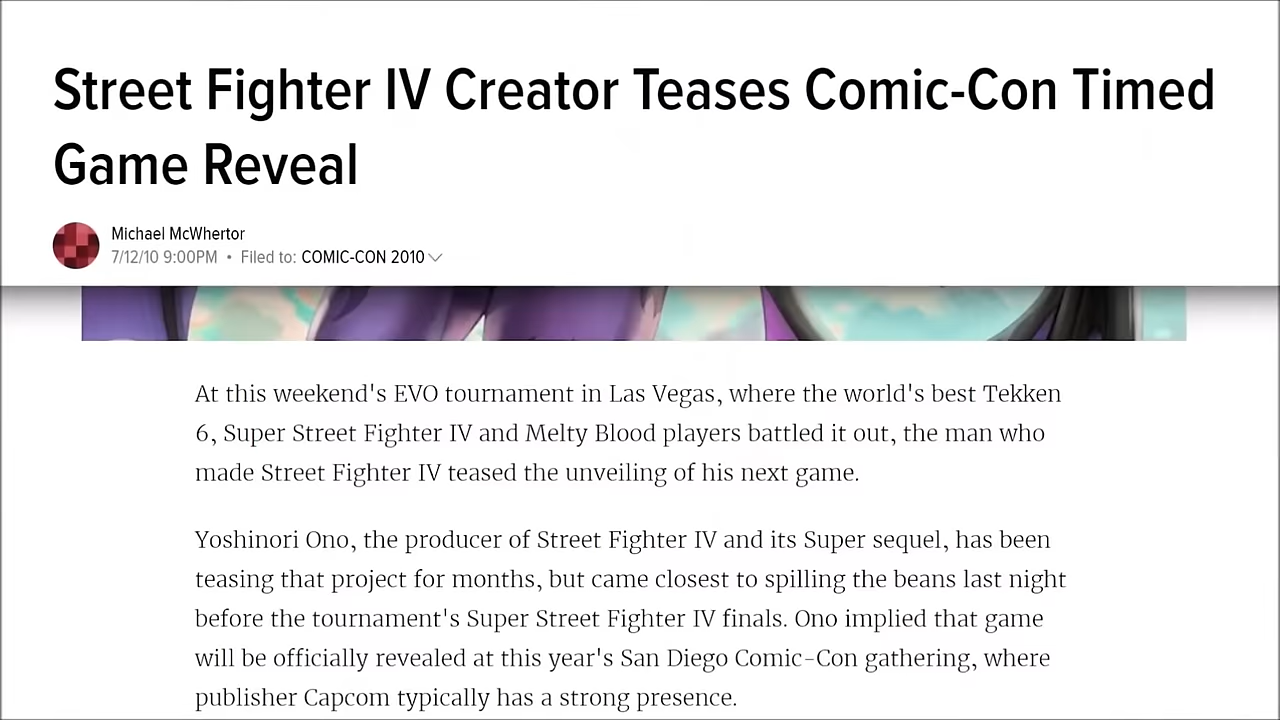 Street Fighter IV Creator Teases Comic-Con Timed
Game Reveal
Michael McWhertor
7/12/10 9:00PM • Filed to: COMIC-CON 2010
At this weekend's EVO tournament in Las Vegas, where the world's best Tekken
6, Super Street Fighter IV and Melty Blood players battled it out, the man who
made Street Fighter IV teased the unveiling of his next game.
Yoshinori Ono, the producer of Street Fighter IV and its Super sequel, has been
teasing that project for months, but came closest to spilling the beans last night
before the tournament's Super Street Fighter IV finals. Ono implied that game
will be officially revealed at this year's San Diego Comic-Con gathering, where
publisher Capcom typically has a strong presence.